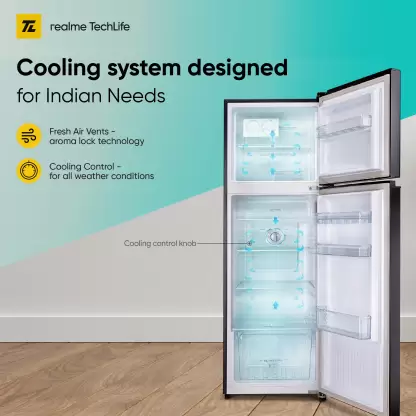 TL realme TechLife
Cooling system designed
for Indian Needs
Fresh Air Vents -
aroma lock technology
Cooling Control -
for all weather conditions
Cooling control knob